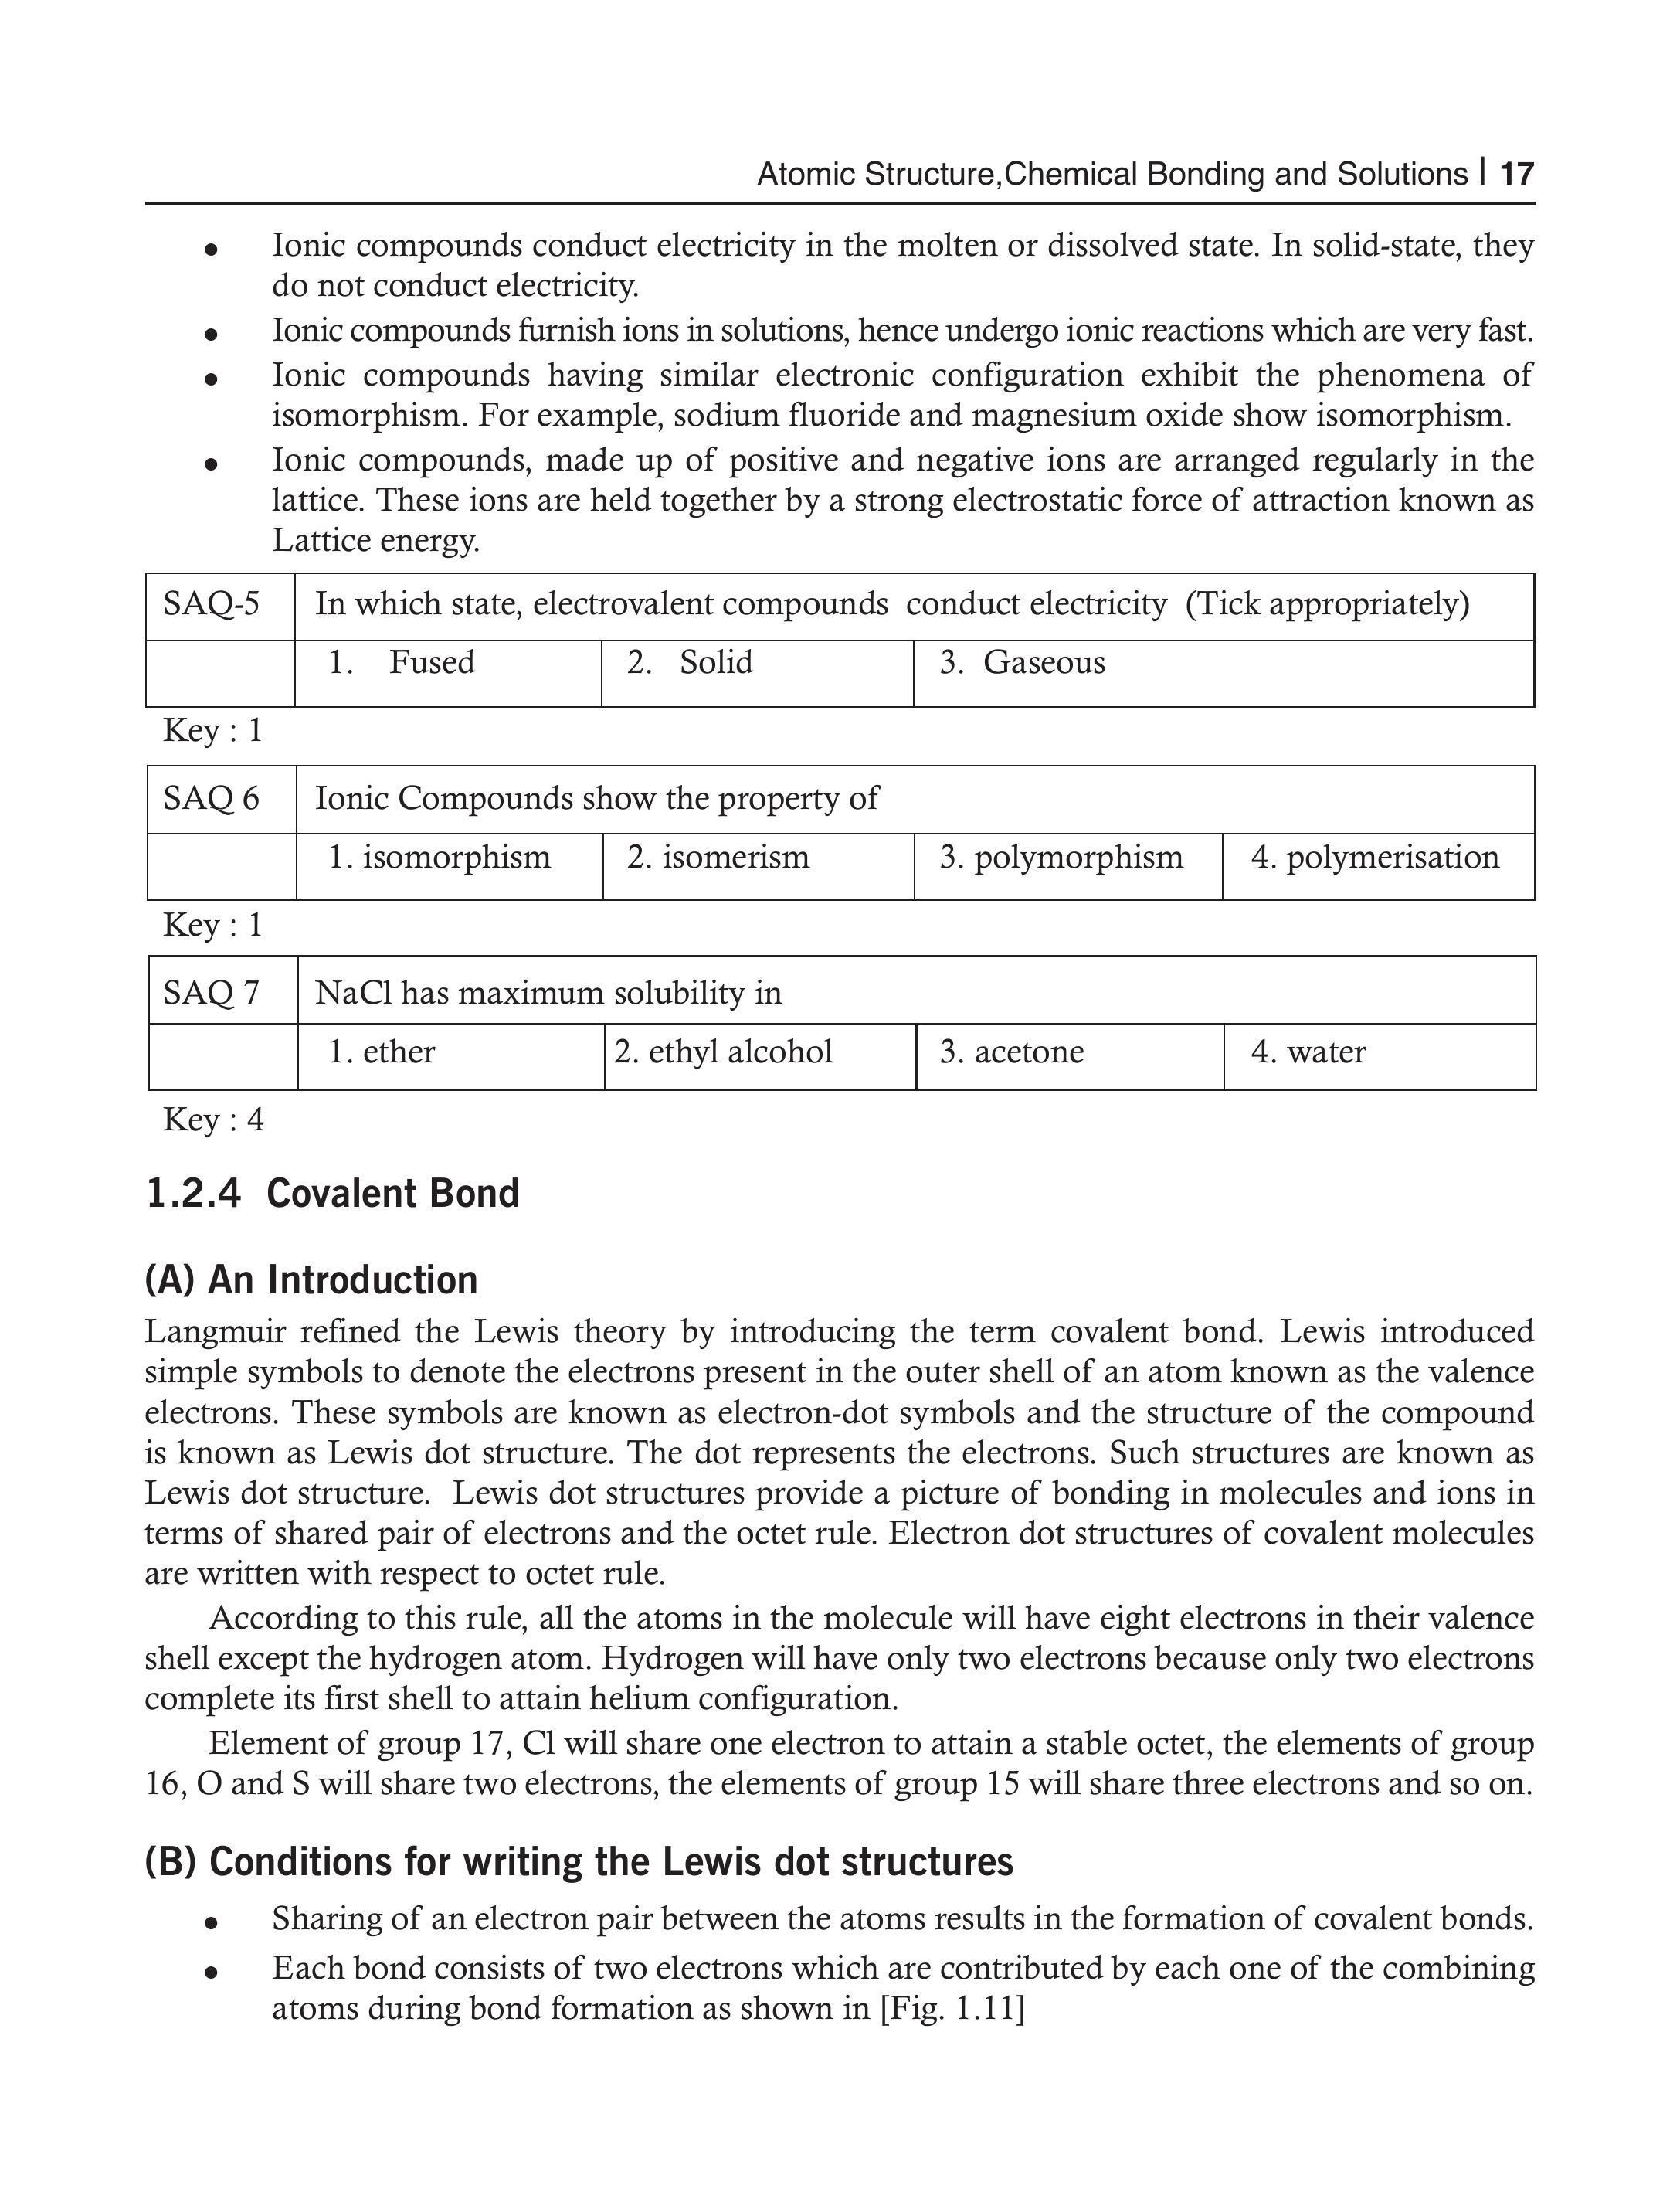 Atomic Structure,Chemical Bonding and Solutions | 17
● Ionic compounds conduct electricity in the molten or dissolved state. In solid-state, they
do not conduct electricity.
● Ionic compounds furnish ions in solutions, hence undergo ionic reactions which are very fast.
● Ionic compounds having similar electronic configuration exhibit the phenomena of
isomorphism. For example, sodium fluoride and magnesium oxide show isomorphism.
● Ionic compounds, made up of positive and negative ions are arranged regularly in the
lattice. These ions are held together by a strong electrostatic force of attraction known as
Lattice energy.
SAQ-5 In which state, electrovalent compounds conduct electricity (Tick appropriately)
1. Fused 2. Solid 3. Gaseous
Key : 1
SAQ 6 Ionic Compounds show the property of
1. isomorphism 2. isomerism 3. polymorphism 4. polymerisation
Key : 1
SAQ 7 NaCl has maximum solubility in
1. ether 2. ethyl alcohol 3. acetone 4. water
Key : 4
1.2.4 Covalent Bond
(A) An Introduction
Langmuir refined the Lewis theory by introducing the term covalent bond. Lewis introduced
simple symbols to denote the electrons present in the outer shell of an atom known as the valence
electrons. These symbols are known as electron-dot symbols and the structure of the compound
is known as Lewis dot structure. The dot represents the electrons. Such structures are known as
Lewis dot structure. Lewis dot structures provide a picture of bonding in molecules and ions in
terms of shared pair of electrons and the octet rule. Electron dot structures of covalent molecules
are written with respect to octet rule.
According to this rule, all the atoms in the molecule will have eight electrons in their valence
shell except the hydrogen atom. Hydrogen will have only two electrons because only two electrons
complete its first shell to attain helium configuration.
Element of group 17, Cl will share one electron to attain a stable octet, the elements of group
16, O and S will share two electrons, the elements of group 15 will share three electrons and so on.
(B) Conditions for writing the Lewis dot structures
● Sharing of an electron pair between the atoms results in the formation of covalent bonds.
● Each bond consists of two electrons which are contributed by each one of the combining
atoms during bond formation as shown in [Fig. 1.11]